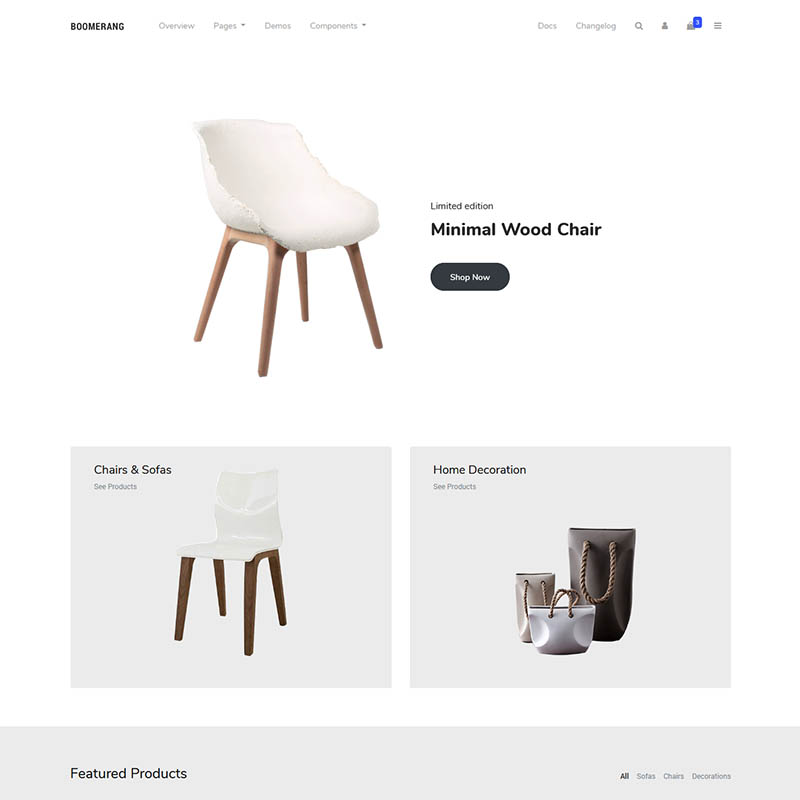 BOOMERANG Overview Pages Demos Components Docs Changelog 3
Limited edition
Minimal Wood Chair
Shop Now
Chairs & Sofas
See Products
Home Decoration
See Products
Featured Products
All Sofas Chairs Decorations